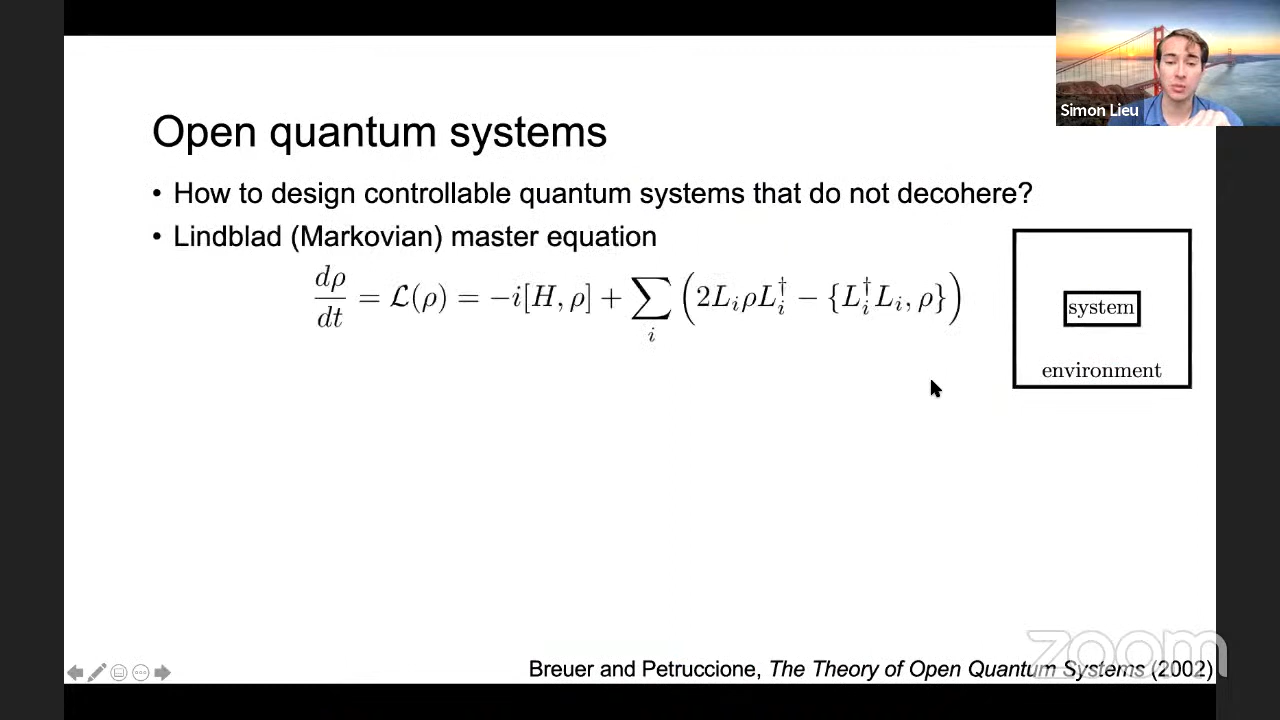 Simon Lieu
Open quantum systems
• How to design controllable quantum systems that do not decohere?
• Lindblad (Markovian) master equation
dρ/dt = ℒ(ρ) = −i[H, ρ] + ∑_i (2L_iρL_i^† − {L_i^†L_i, ρ})
system
environment
Breuer and Petruccione, The Theory of Open Quantum Systems (2002)
zoom